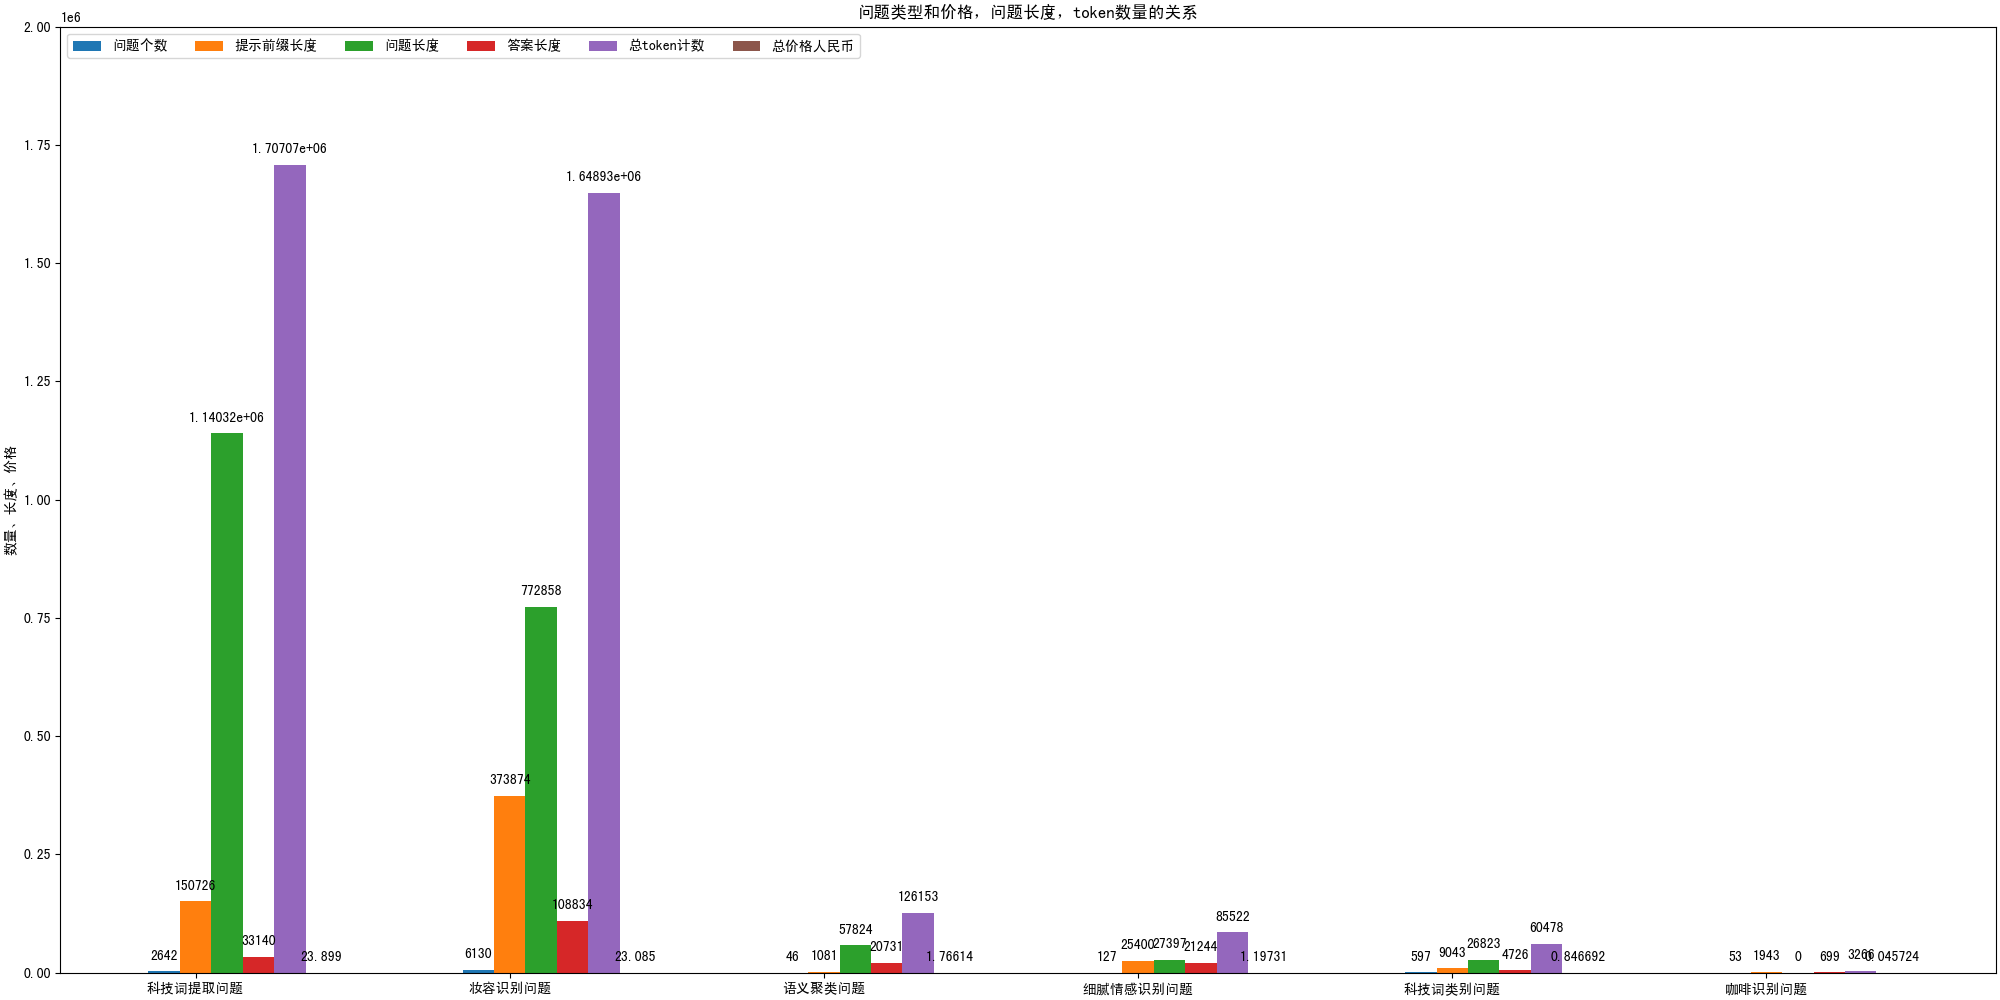 问题类型和价格，问题长度，token数量的关系
1e6
2.00
问题个数 提示前缀长度 问题长度 答案长度 总token计数 总价格人民币
1.75
1.50
1.25
1.00
0.75
0.50
0.25
0.00
数量、长度、价格
2642 150726 1.14032e+06 33140 1.70707e+06 23.899
6130 373874 772858 108834 1.64893e+06 23.085
46 1081 57824 20731 126153 1.76614
127 25400 27397 21244 85522 1.19731
597 9043 26823 4726 60478 0.846692
53 1943 0 699 3266 0.045724
科技词提取问题 妆容识别问题 语义聚类问题 细腻情感识别问题 科技词类别问题 咖啡识别问题